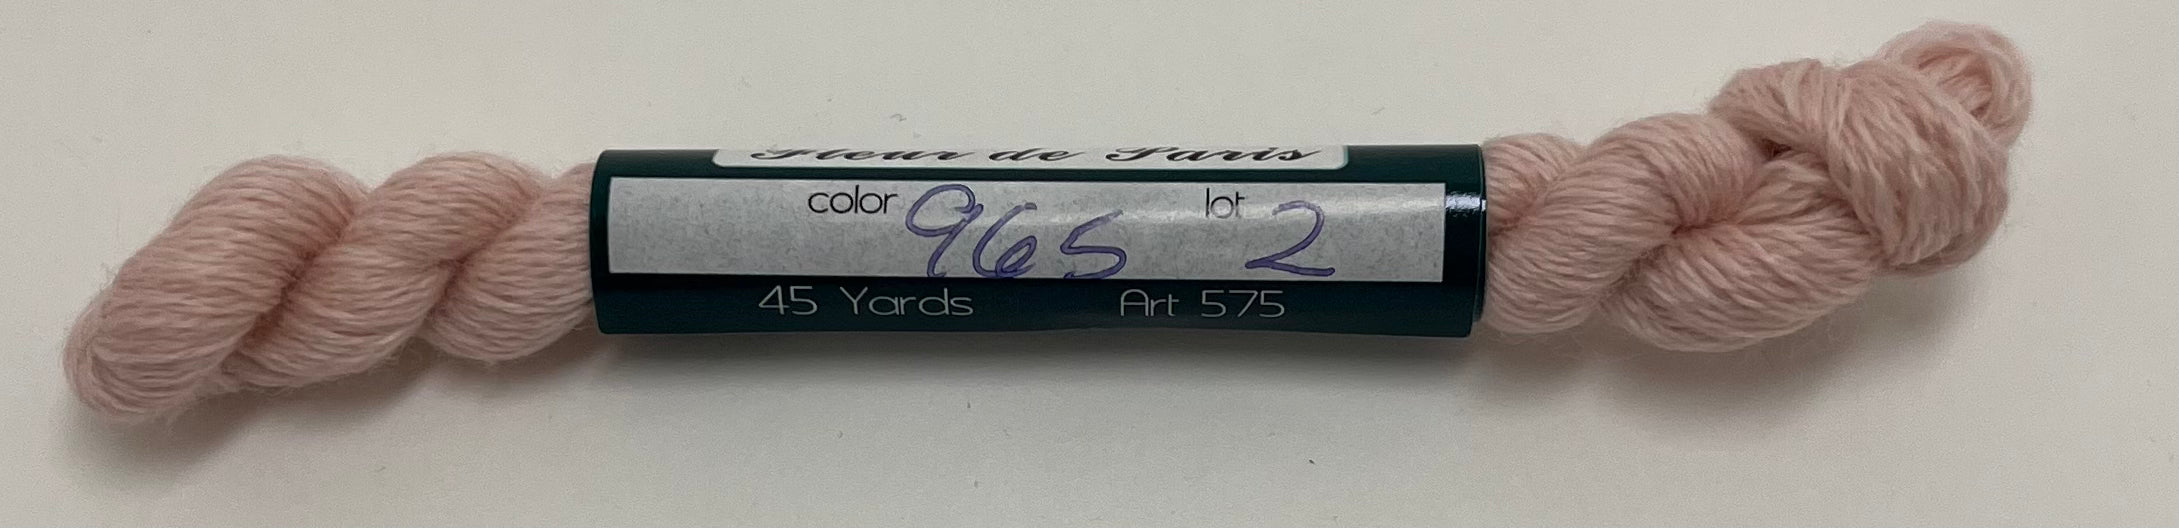 Fleur de Paris
color 965 lot 2
45 Yards Art 575